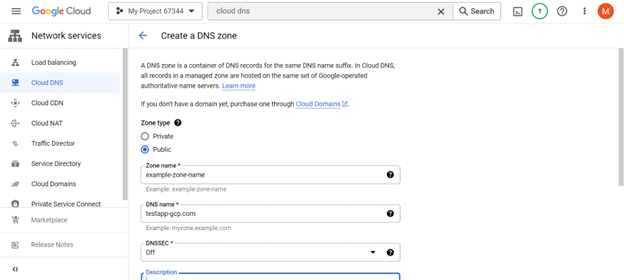 Google Cloud
My Project 67344
cloud dns
Search
1
M
Network services
Create a DNS zone
Load balancing
Cloud DNS
Cloud CDN
Cloud NAT
Traffic Director
Service Directory
Cloud Domains
Private Service Connect
Marketplace
Release Notes
A DNS zone is a container of DNS records for the same DNS name suffix. In Cloud DNS,
all records in a managed zone are hosted on the same set of Google-operated
authoritative name servers. Learn more
If you don't have a domain yet, purchase one through Cloud Domains.
Zone type
Private
Public
Zone name *
example-zone-name
Example: example-zone-name
DNS name *
testapp-gcp.com
Example: myzone.example.com
DNSSEC *
Off
Description